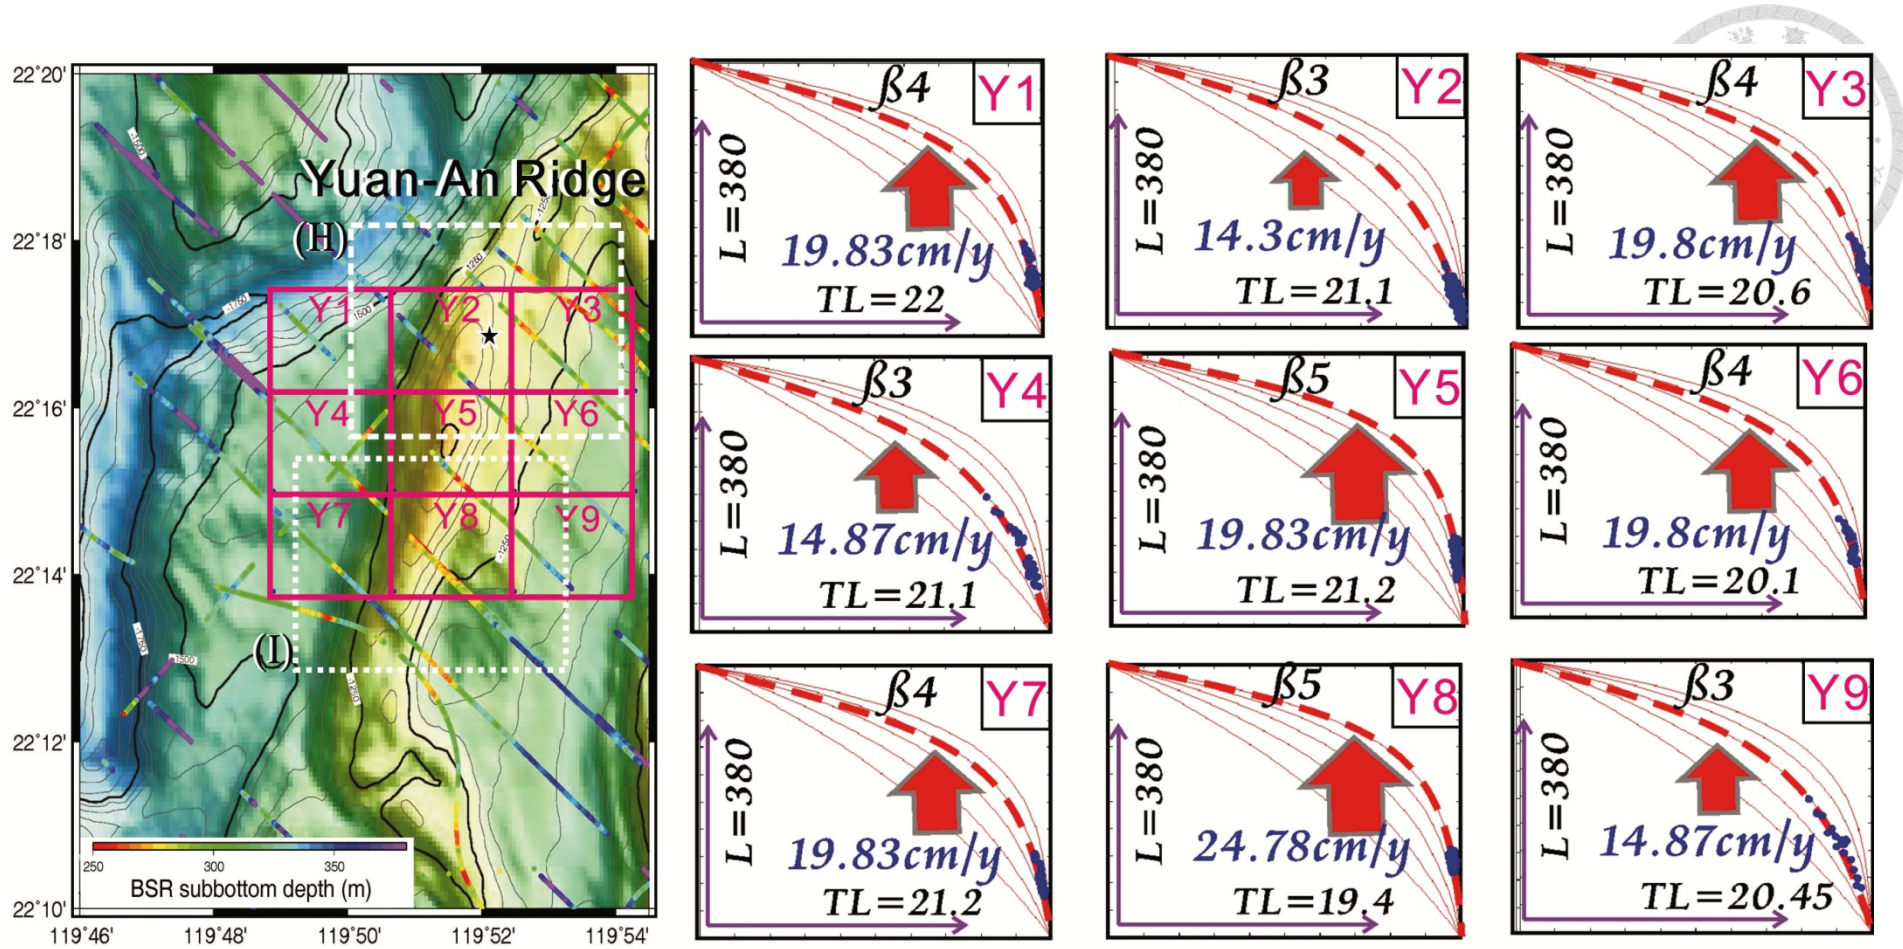 22°20'
22°18'
22°16'
22°14'
22°12'
22°10'
119°46'
119°48'
119°50'
119°52'
119°54'
Yuan-An Ridge
(H)
(I)
Y1
Y2
Y3
Y4
Y5
Y6
Y7
Y8
Y9
-1500
-1250
1260
-1750
1500
-1250
-1750
1500
-1250
250
300
350
BSR subbottom depth (m)
ß4
Y1
L=380
19.83cm/y
TL=22
ß3
Y2
L=380
14.3cm/y
TL=21.1
ß4
Y3
L=380
19.8cm/y
TL=20.6
ß3
Y4
L=380
14.87cm/y
TL=21.1
ß5
Y5
L=380
19.83cm/y
TL=21.2
ß4
Y6
L=380
19.8cm/y
TL=20.1
ß4
Y7
L=380
19.83cm/y
TL=21.2
ß5
Y8
L=380
24.78cm/y
TL=19.4
ß3
Y9
L=380
14.87cm/y
TL=20.45